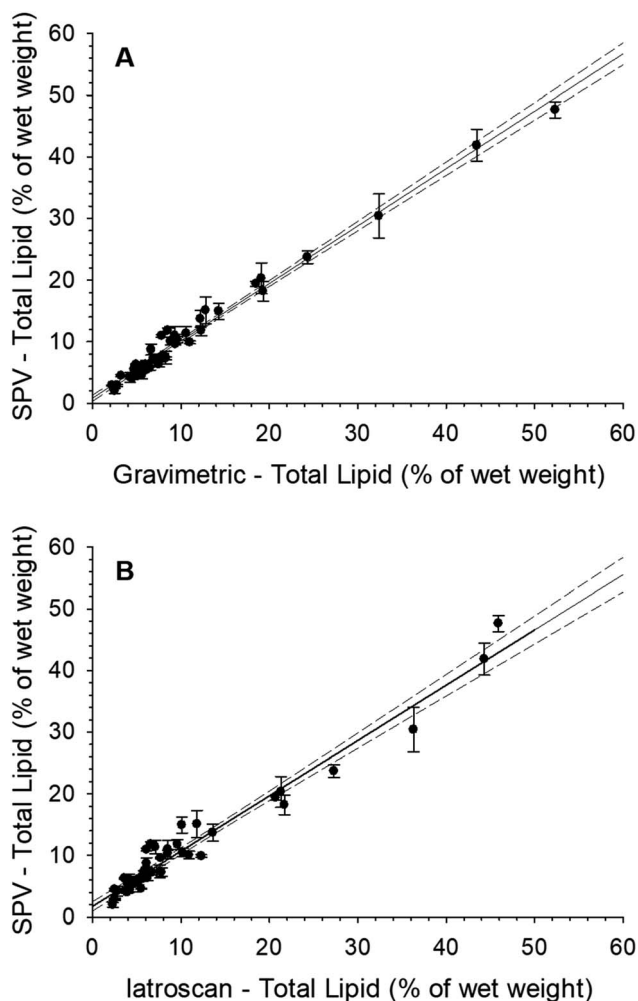 A
SPV - Total Lipid (% of wet weight)
60
50
40
30
20
10
0
0 10 20 30 40 50 60
Gravimetric - Total Lipid (% of wet weight)
B
SPV - Total Lipid (% of wet weight)
60
50
40
30
20
10
0
0 10 20 30 40 50 60
Iatroscan - Total Lipid (% of wet weight)